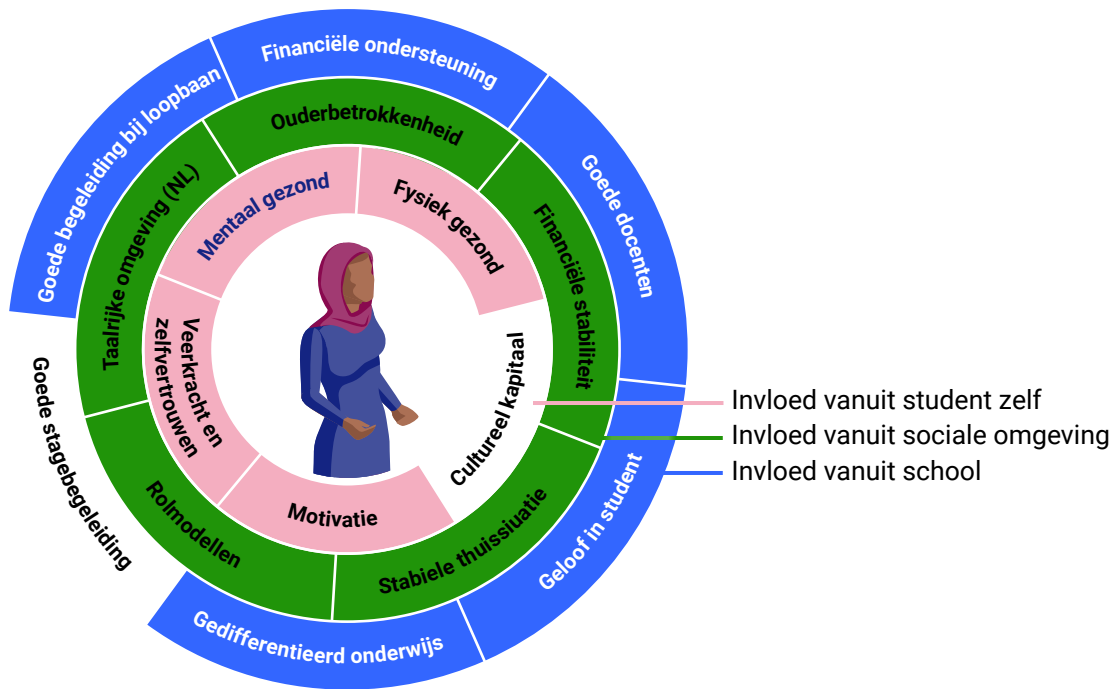 Financiële ondersteuning
Goede docenten
Geloof in student
Gedifferentieerd onderwijs
Goede stagebegeleiding
Goede begeleiding bij loopbaan
Ouderbetrokkenheid
Financiële stabiliteit
Stabiele thuissiuatie
Rolmodellen
Taalrijke omgeving (NL)
Mentaal gezond
Fysiek gezond
Cultureel kapitaal
Motivatie
Veerkracht en
zelfvertrouwen
Invloed vanuit student zelf
Invloed vanuit sociale omgeving
Invloed vanuit school